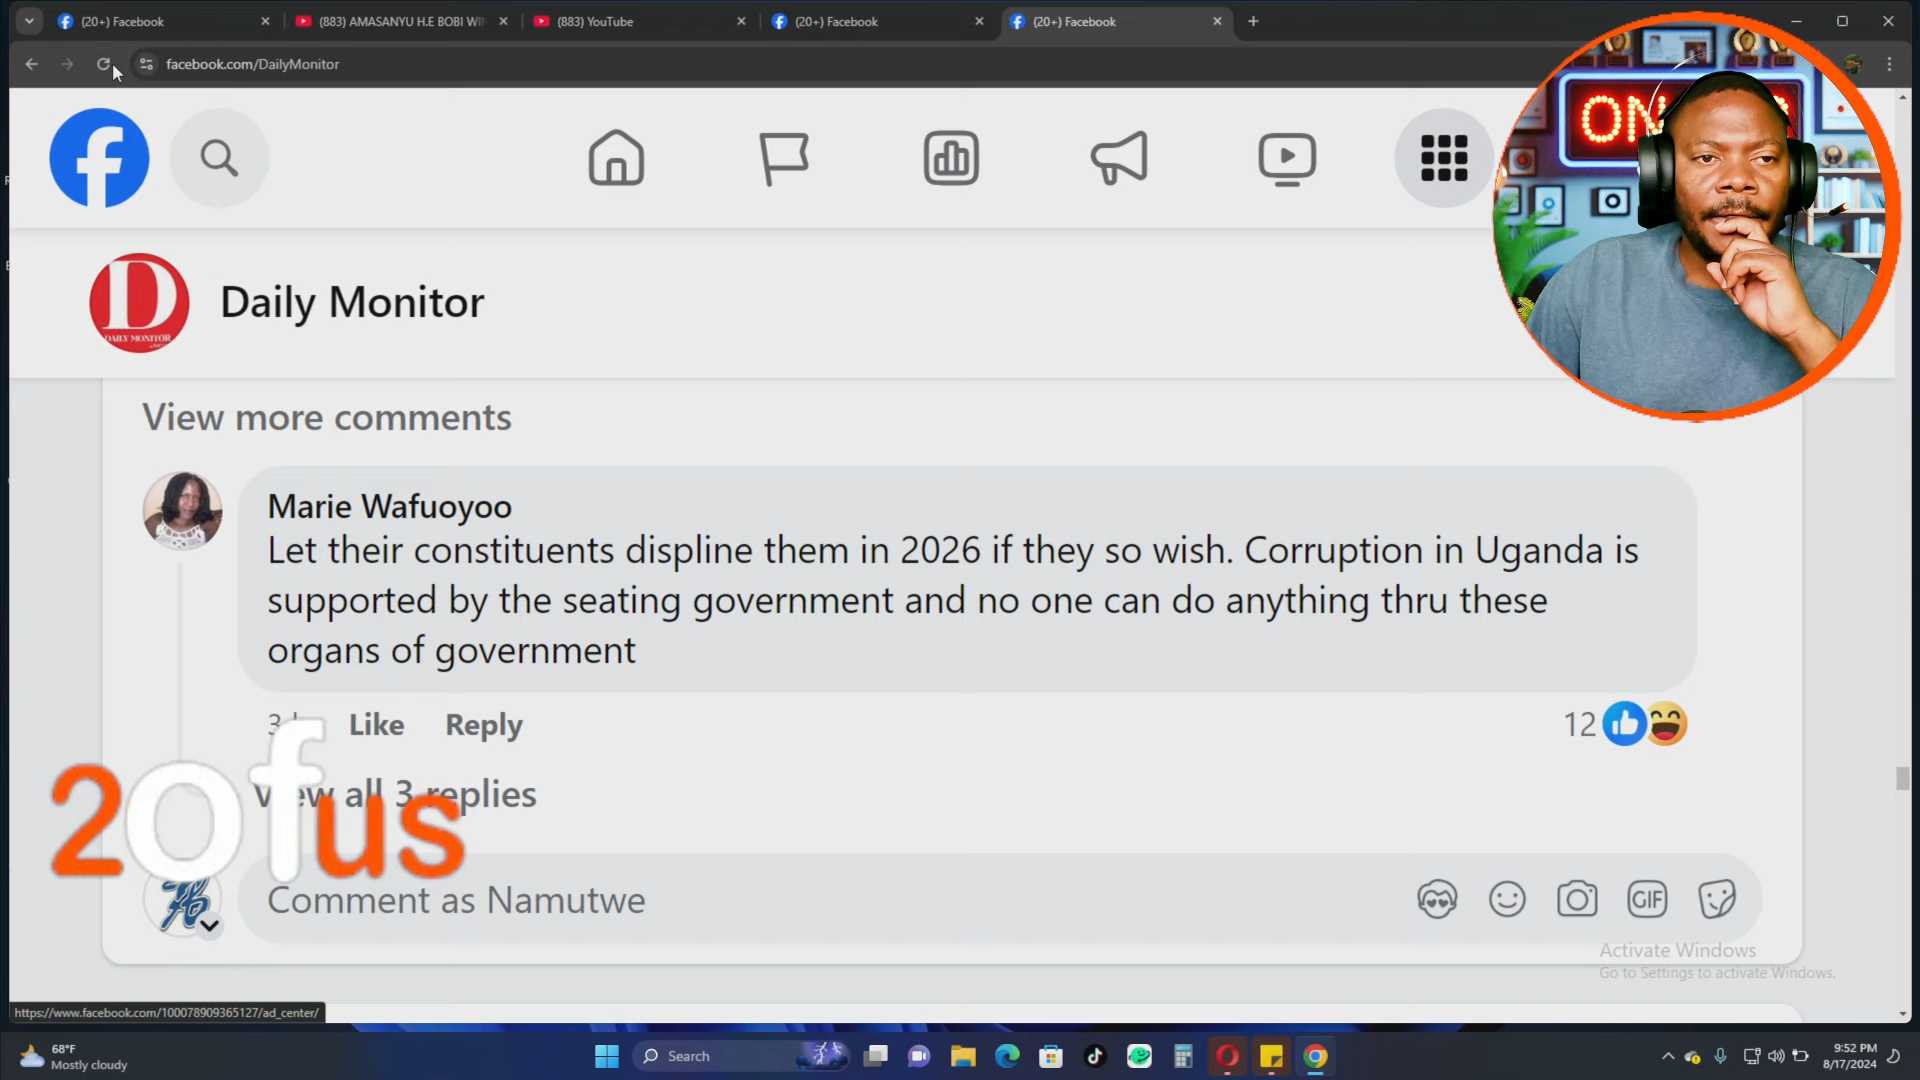 (20+) Facebook
(883) AMASANYU H.E BOBI WI
(883) YouTube
(20+) Facebook
(20+) Facebook
facebook.com/DailyMonitor
ON
Daily Monitor
D
DAILY MONITOR
View more comments
Marie Wafuoyoo
Let their constituents displine them in 2026 if they so wish. Corruption in Uganda is
supported by the seating government and no one can do anything thru these
organs of government
Like Reply
12
View all 3 replies
2Ofus
Comment as Namutwe
GIF
Activate Windows
Go to Settings to activate Windows.
https://www.facebook.com/100078909365127/ad_center/
68°F
Mostly cloudy
Search
9:52 PM
8/17/2024